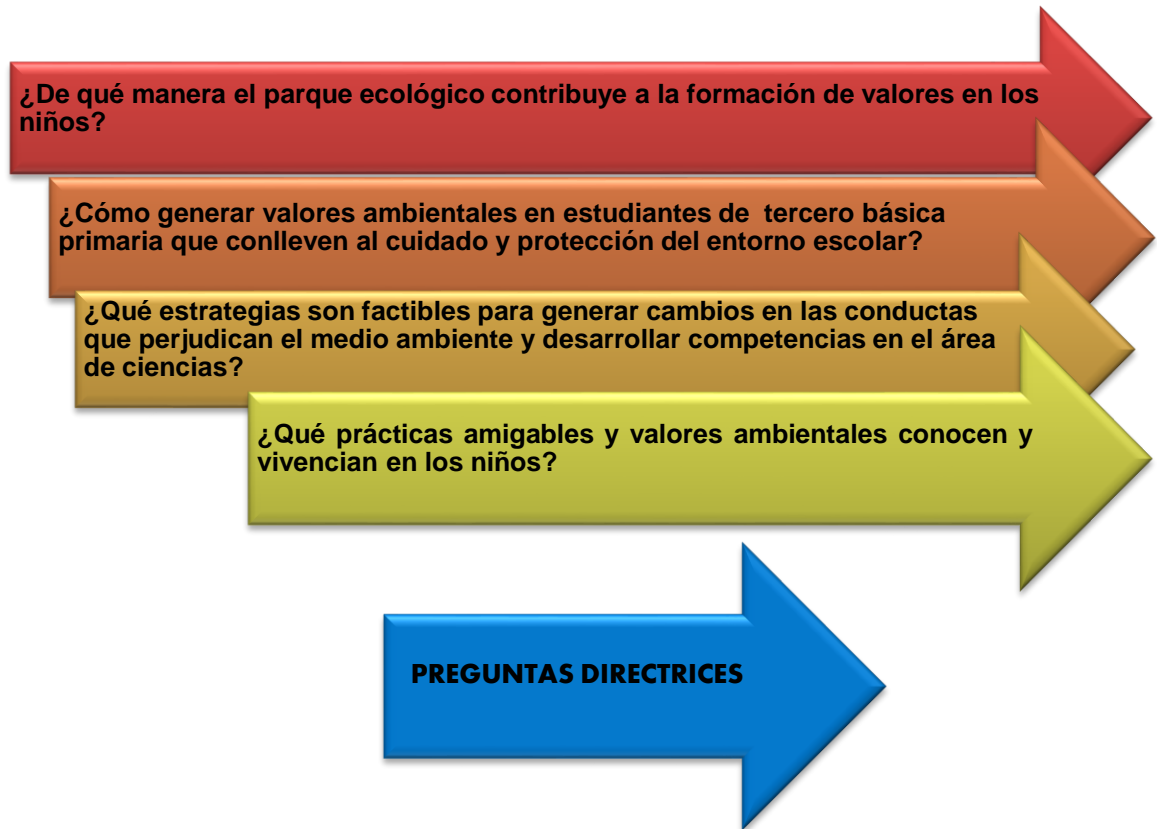 ¿De qué manera el parque ecológico contribuye a la formación de valores en los
niños?
¿Cómo generar valores ambientales en estudiantes de tercero básica
primaria que conlleven al cuidado y protección del entorno escolar?
¿Qué estrategias son factibles para generar cambios en las conductas
que perjudican el medio ambiente y desarrollar competencias en el área
de ciencias?
¿Qué prácticas amigables y valores ambientales conocen y
vivencian en los niños?
PREGUNTAS DIRECTRICES